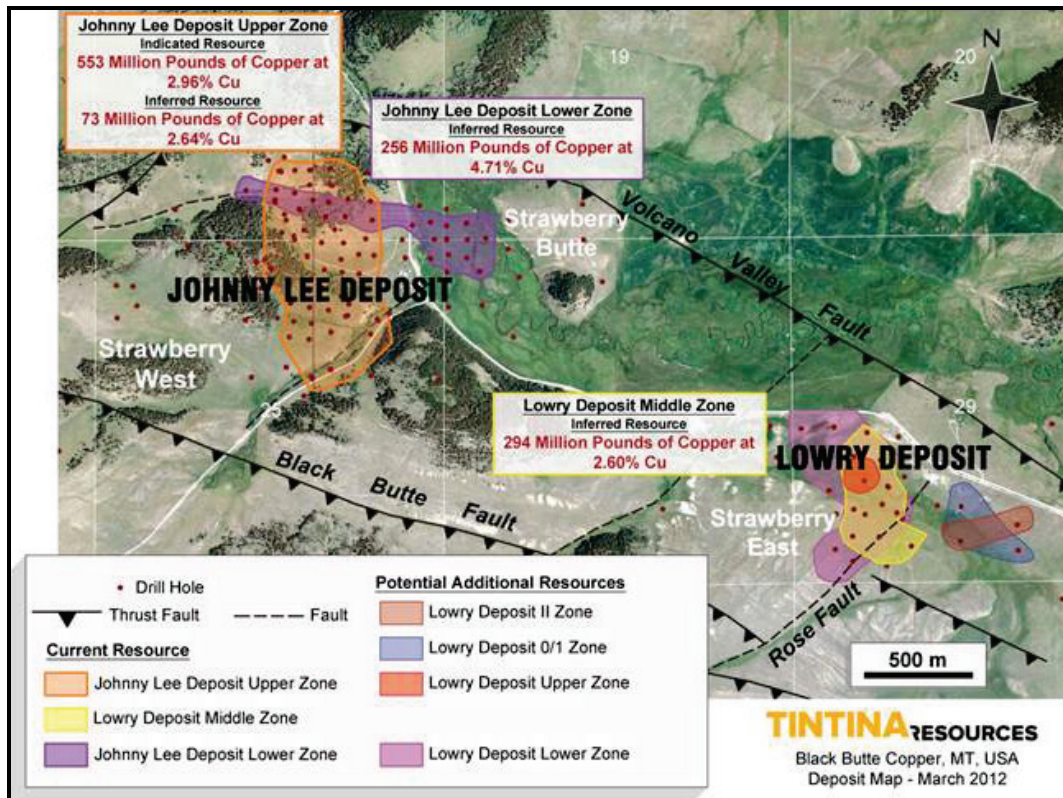 Johnny Lee Deposit Upper Zone
Indicated Resource
553 Million Pounds of Copper at
2.96% Cu
Inferred Resource
73 Million Pounds of Copper at
2.64% Cu
19
20
N
Johnny Lee Deposit Lower Zone
Inferred Resource
256 Million Pounds of Copper at
4.71% Cu
Strawberry
Butte
Volcano Valley Fault
JOHNNY LEE DEPOSIT
Strawberry
West
25
Lowry Deposit Middle Zone
Inferred Resource
294 Million Pounds of Copper at
2.60% Cu
29
LOWRY DEPOSIT
Black Butte Fault
Strawberry
East
Rose Fault
500 m
Drill Hole
Thrust Fault
Fault
Current Resource
Johnny Lee Deposit Upper Zone
Lowry Deposit Middle Zone
Johnny Lee Deposit Lower Zone
Potential Additional Resources
Lowry Deposit II Zone
Lowry Deposit 0/1 Zone
Lowry Deposit Upper Zone
Lowry Deposit Lower Zone
TINTINA RESOURCES
Black Butte Copper, MT, USA
Deposit Map - March 2012